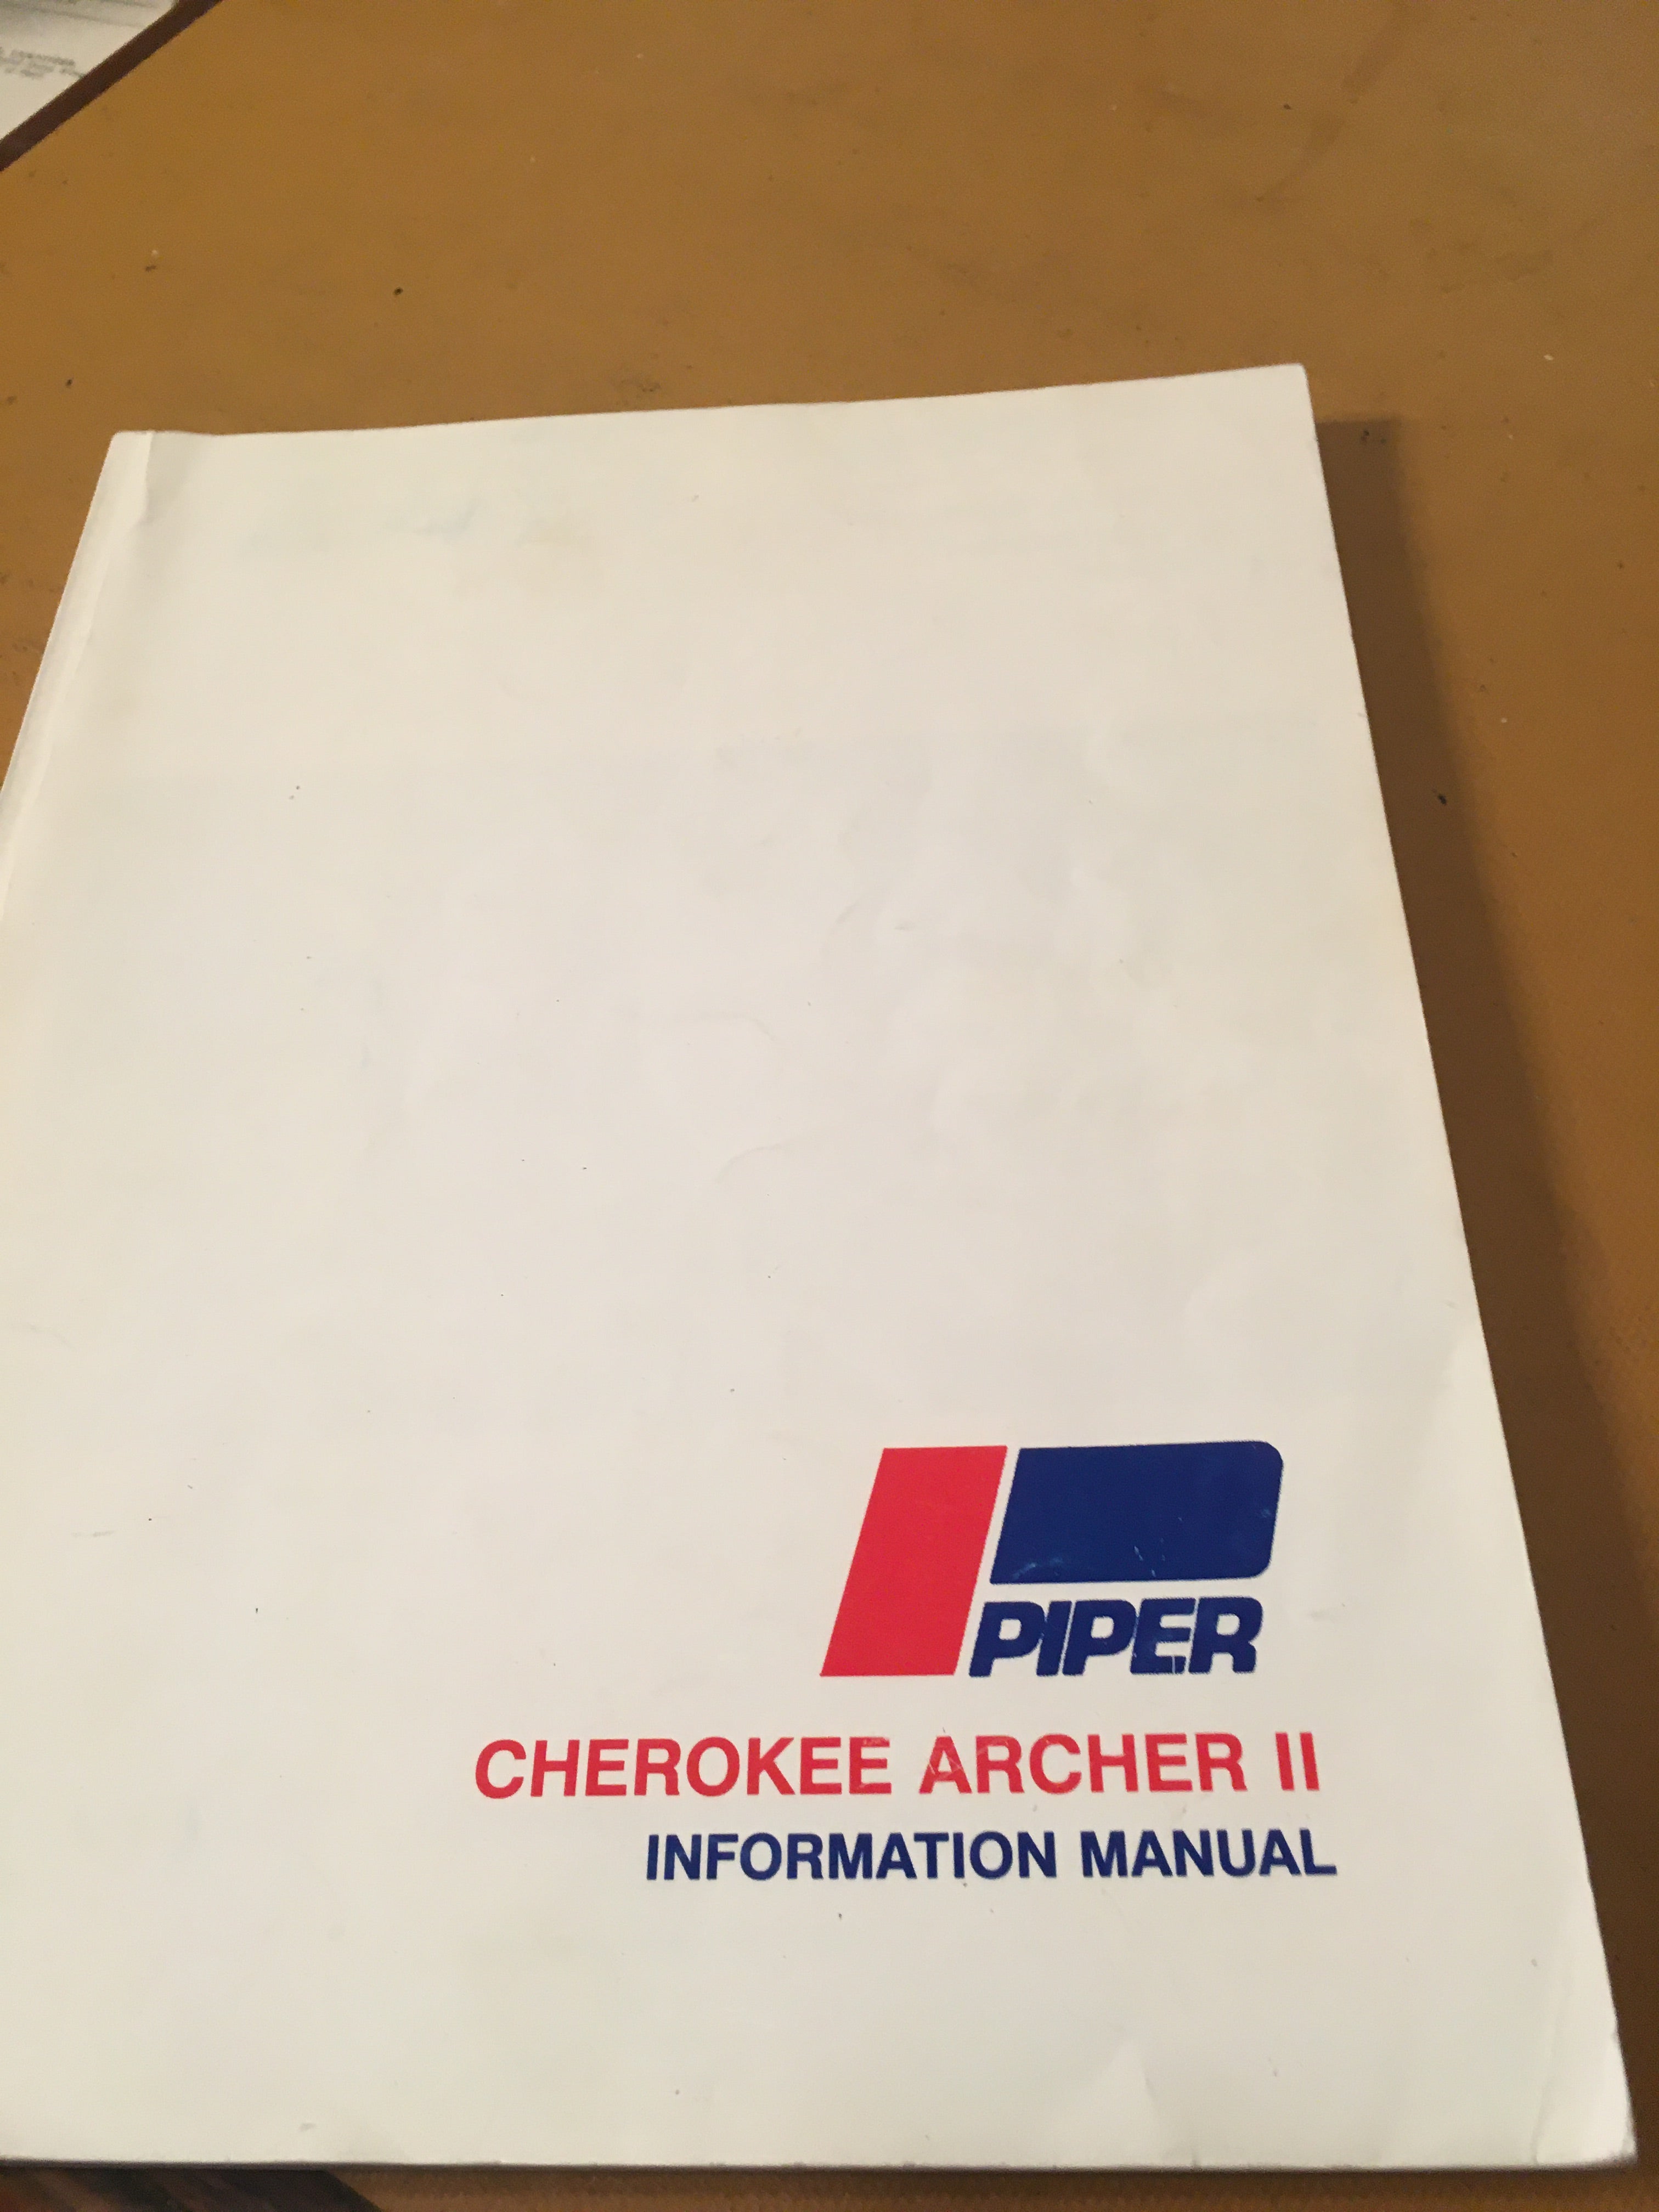 PIPER
CHEROKEE ARCHER II
INFORMATION MANUAL